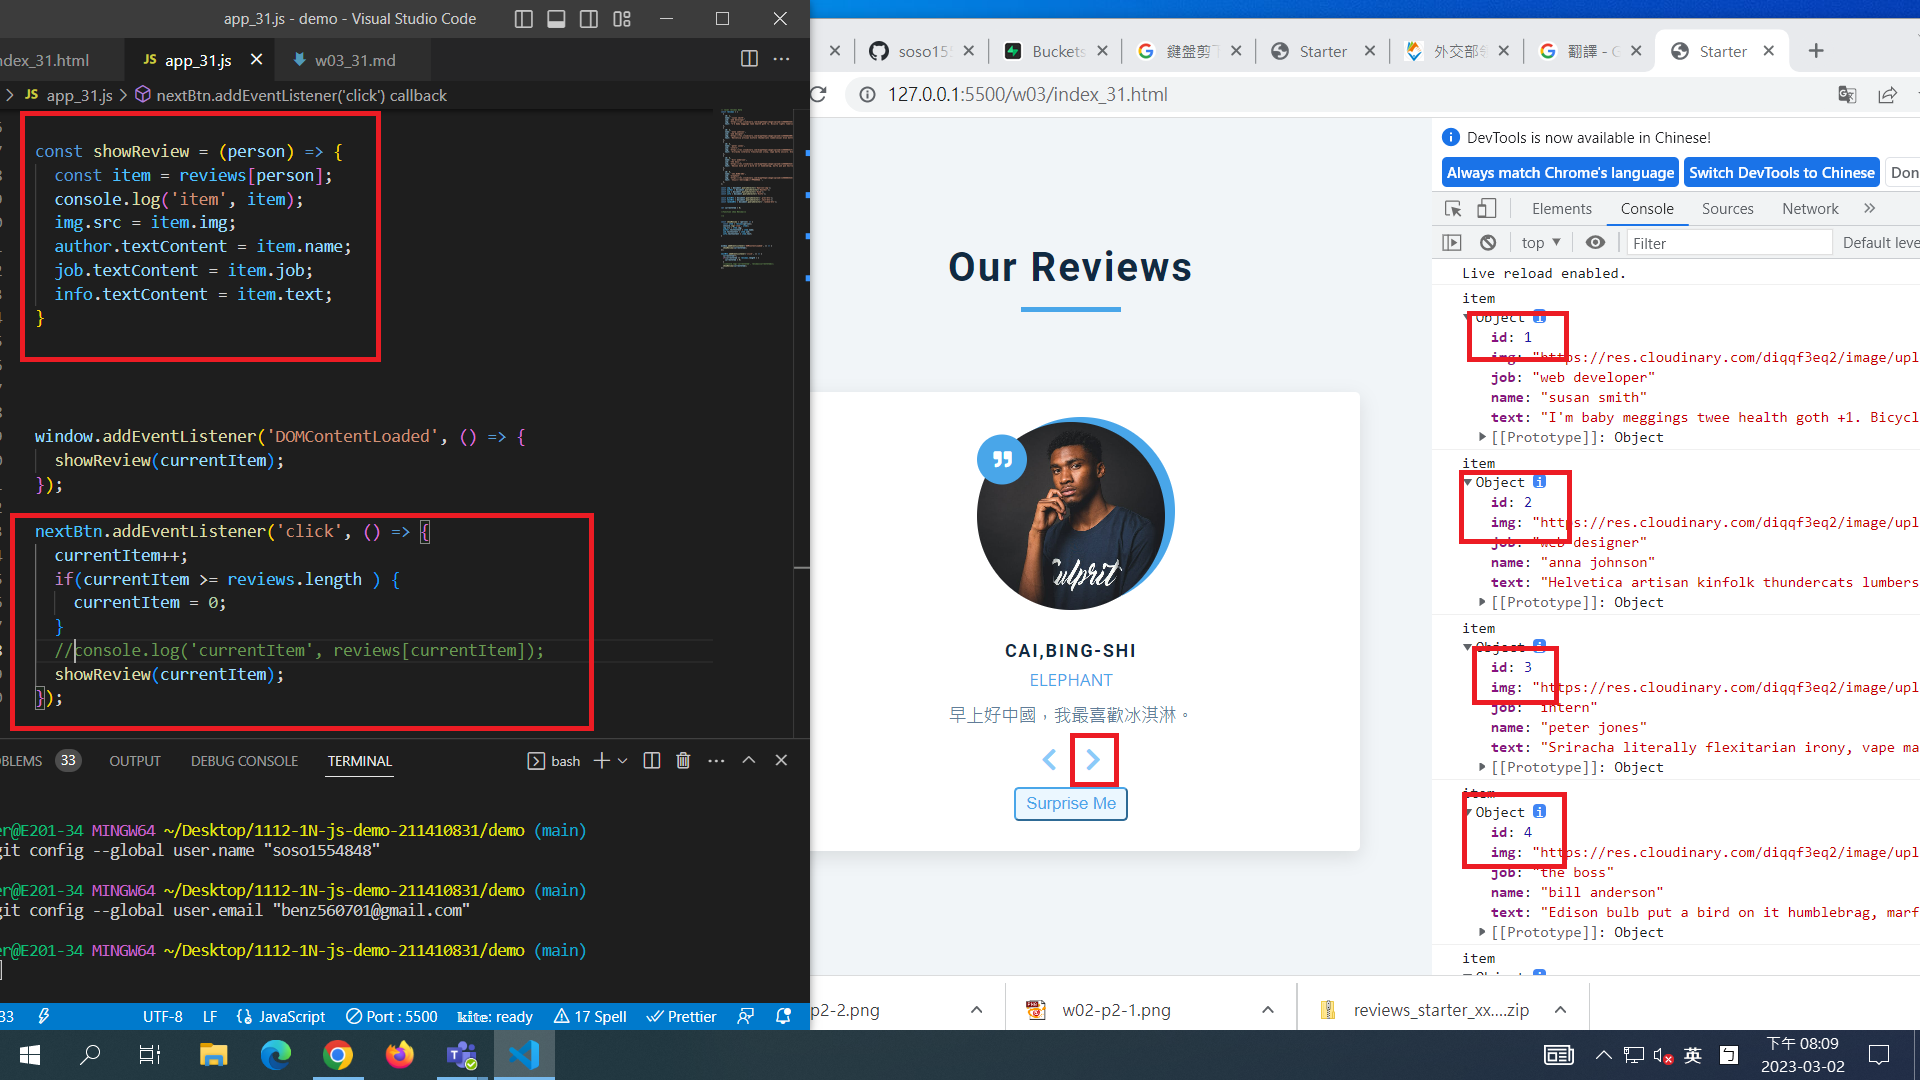 app_31.js - demo - Visual Studio Code
ndex_31.html
JS app_31.js
w03_31.md
JS app_31.js
nextBtn.addEventListener('click') callback
const showReview = (person) => {
const item = reviews[person];
console.log('item', item);
img.src = item.img;
author.textContent = item.name;
job.textContent = item.job;
info.textContent = item.text;
}
window.addEventListener('DOMContentLoaded', () => {
showReview(currentItem);
});
nextBtn.addEventListener('click', () => {
currentItem++;
if(currentItem >= reviews.length ) {
currentItem = 0;
}
//console.log('currentItem', reviews[currentItem]);
showReview(currentItem);
});
OBLEMS 33 OUTPUT DEBUG CONSOLE TERMINAL
bash
er@E201-34 MINGW64 ~/Desktop/1112-1N-js-demo-211410831/demo (main)
git config --global user.name "soso1554848"
er@E201-34 MINGW64 ~/Desktop/1112-1N-js-demo-211410831/demo (main)
git config --global user.email "benz560701@gmail.com"
er@E201-34 MINGW64 ~/Desktop/1112-1N-js-demo-211410831/demo (main)
33 UTF-8 LF JavaScript Port : 5500 kite: ready 17 Spell Prettier
soso155
Buckets
鍵盤剪下
Starter
外交部領
翻譯 - G
Starter
127.0.0.1:5500/w03/index_31.html
Our Reviews
CAI,BING-SHI
ELEPHANT
早上好中國，我最喜歡冰淇淋。
Surprise Me
DevTools is now available in Chinese!
Always match Chrome's language
Switch DevTools to Chinese
Don
Elements Console Sources Network
top
Filter
Default leve
Live reload enabled.
item
Object
id: 1
img: "https://res.cloudinary.com/diqqf3eq2/image/upl
job: "web developer"
name: "susan smith"
text: "I'm baby meggings twee health goth +1. Bicycl
[[Prototype]]: Object
item
Object
id: 2
img: "https://res.cloudinary.com/diqqf3eq2/image/upl
job: "web designer"
name: "anna johnson"
text: "Helvetica artisan kinfolk thundercats lumbers
[[Prototype]]: Object
item
Object
id: 3
img: "https://res.cloudinary.com/diqqf3eq2/image/upl
job: "intern"
name: "peter jones"
text: "Sriracha literally flexitarian irony, vape ma
[[Prototype]]: Object
item
Object
id: 4
img: "https://res.cloudinary.com/diqqf3eq2/image/upl
job: "the boss"
name: "bill anderson"
text: "Edison bulb put a bird on it humblebrag, marf
[[Prototype]]: Object
item
Object
p2-2.png
w02-p2-1.png
reviews_starter_xx....zip
英
ㄅ
下午 08:09
2023-03-02